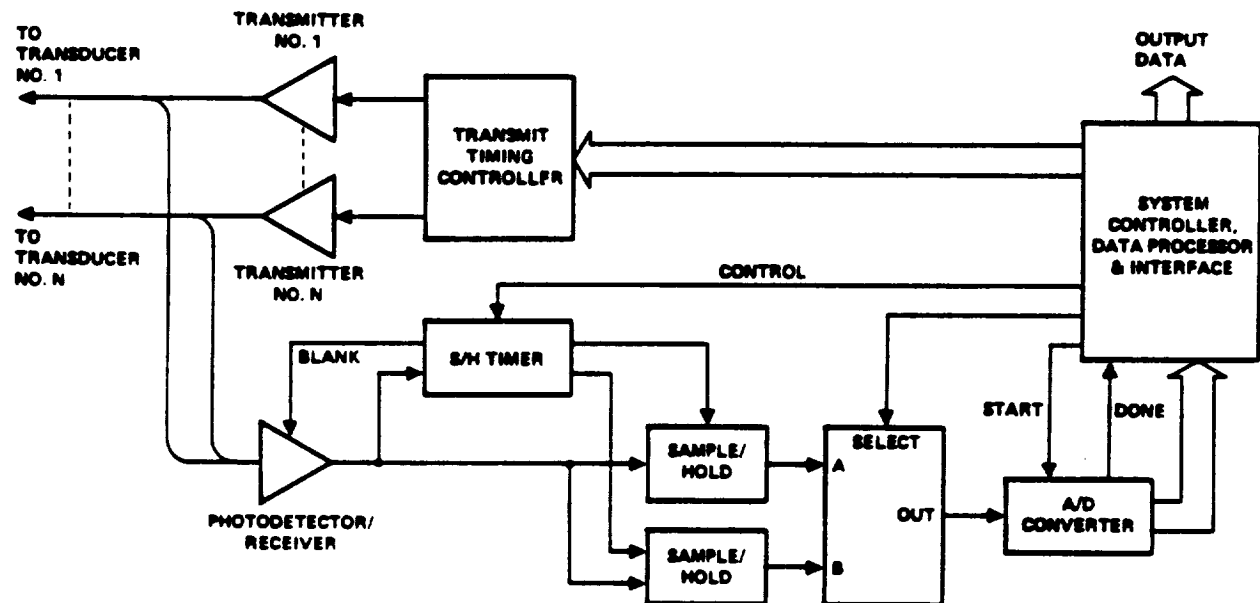 TO
TRANSDUCER
NO. 1
TRANSMITTER
NO. 1
TRANSMIT
TIMING
CONTROLLER
OUTPUT
DATA
SYSTEM
CONTROLLER,
DATA PROCESSOR
& INTERFACE
TO
TRANSDUCER
NO. N
TRANSMITTER
NO. N
CONTROL
BLANK
S/H TIMER
START
DONE
PHOTODETECTOR/
RECEIVER
SAMPLE/
HOLD
SAMPLE/
HOLD
SELECT
A
OUT
B
A/D
CONVERTER